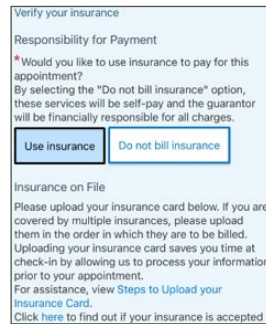 Verify your insurance
Responsibility for Payment
*Would you like to use insurance to pay for this
appointment?
By selecting the "Do not bill insurance" option,
these services will be self-pay and the guarantor
will be financially responsible for all charges.
Use insurance
Do not bill insurance
Insurance on File
Please upload your insurance card below. If you are
covered by multiple insurances, please upload
them in the order in which they are to be billed.
Uploading your insurance card saves you time at
check-in by allowing us to process your information
prior to your appointment.
For assistance, view Steps to Upload your
Insurance Card.
Click here to find out if your insurance is accepted